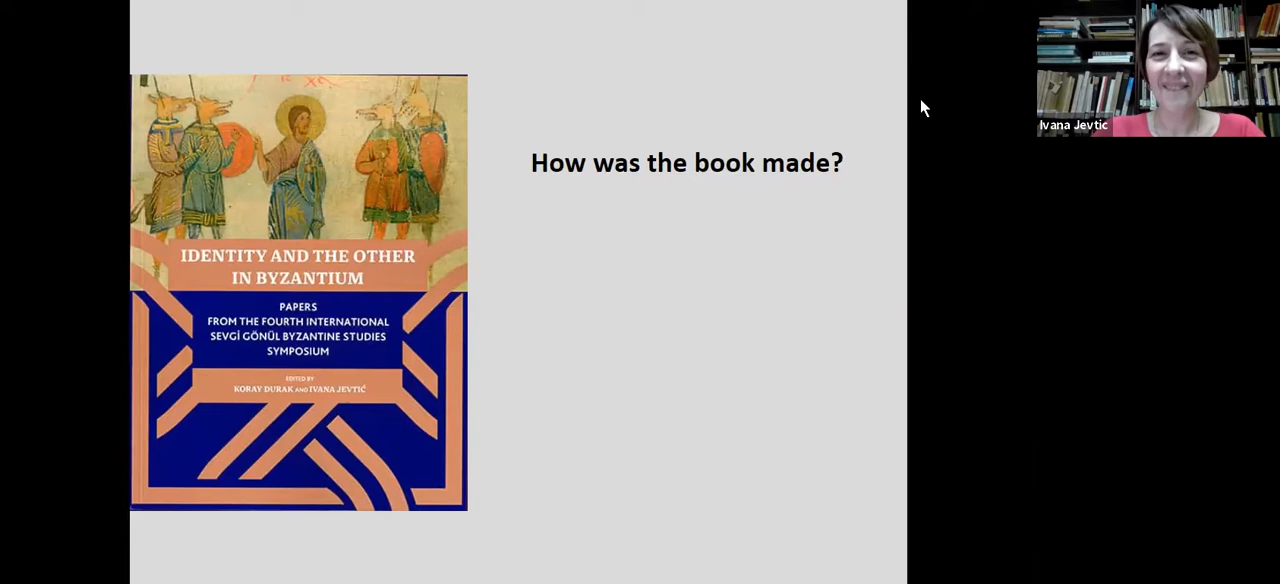 How was the book made?
IDENTITY AND THE OTHER
IN BYZANTIUM
PAPERS
FROM THE FOURTH INTERNATIONAL
SEVGİ GÖNÜL BYZANTINE STUDIES
SYMPOSIUM
EDITED BY
KORAY DURAK AND IVANA JEVTIĆ
Ivana Jevtic